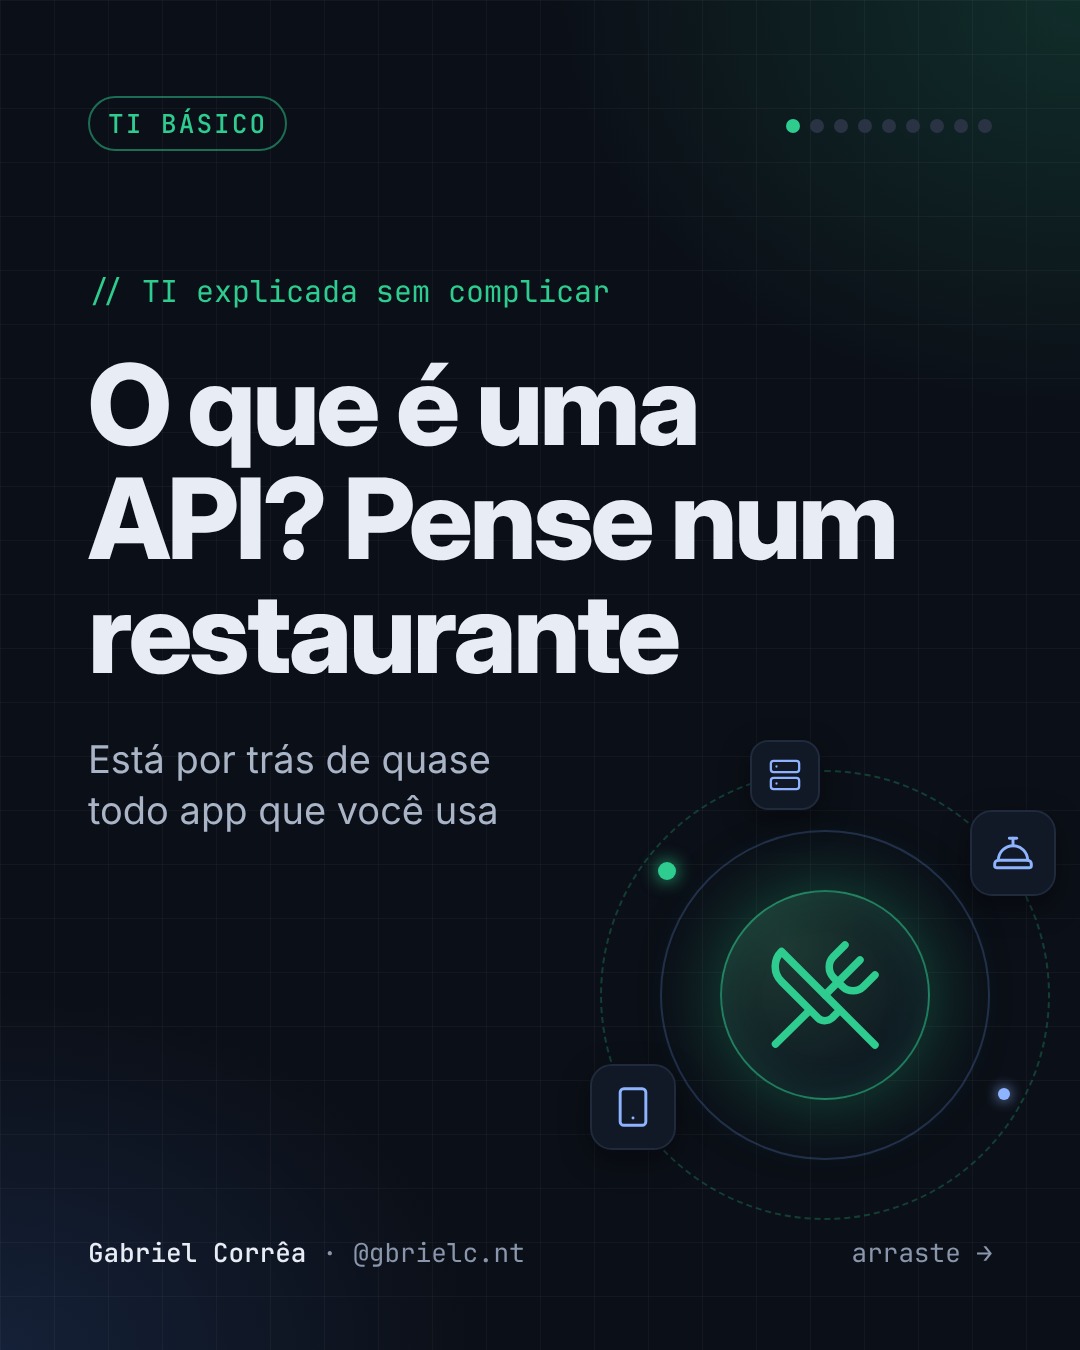 TI BÁSICO
// TI explicada sem complicar
O que é uma
API? Pense num
restaurante
Está por trás de quase
todo app que você usa
Gabriel Corrêa · @gbrielc.nt
arraste →